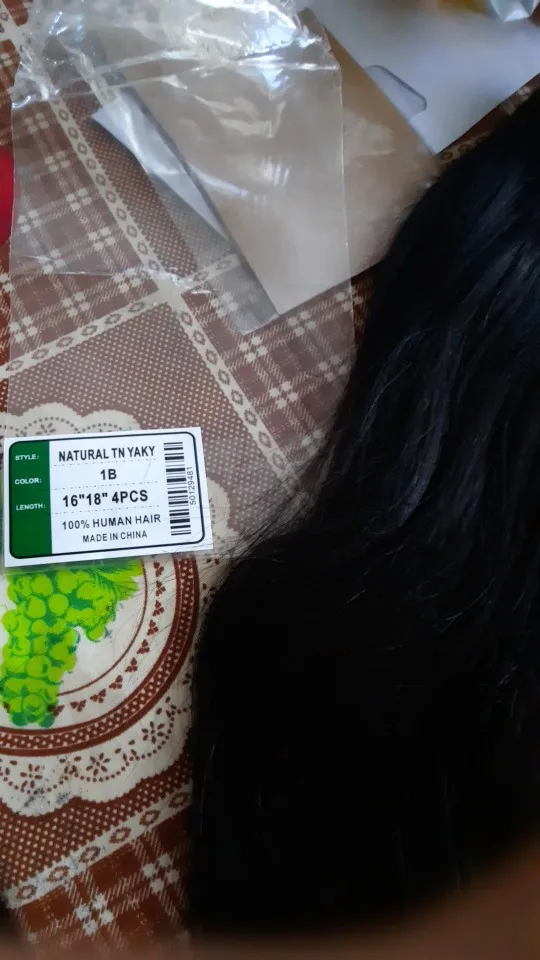 STYLE: NATURAL TN YAKY
COLOR: 1B
LENGTH: 16"18" 4PCS
100% HUMAN HAIR
MADE IN CHINA
50129481